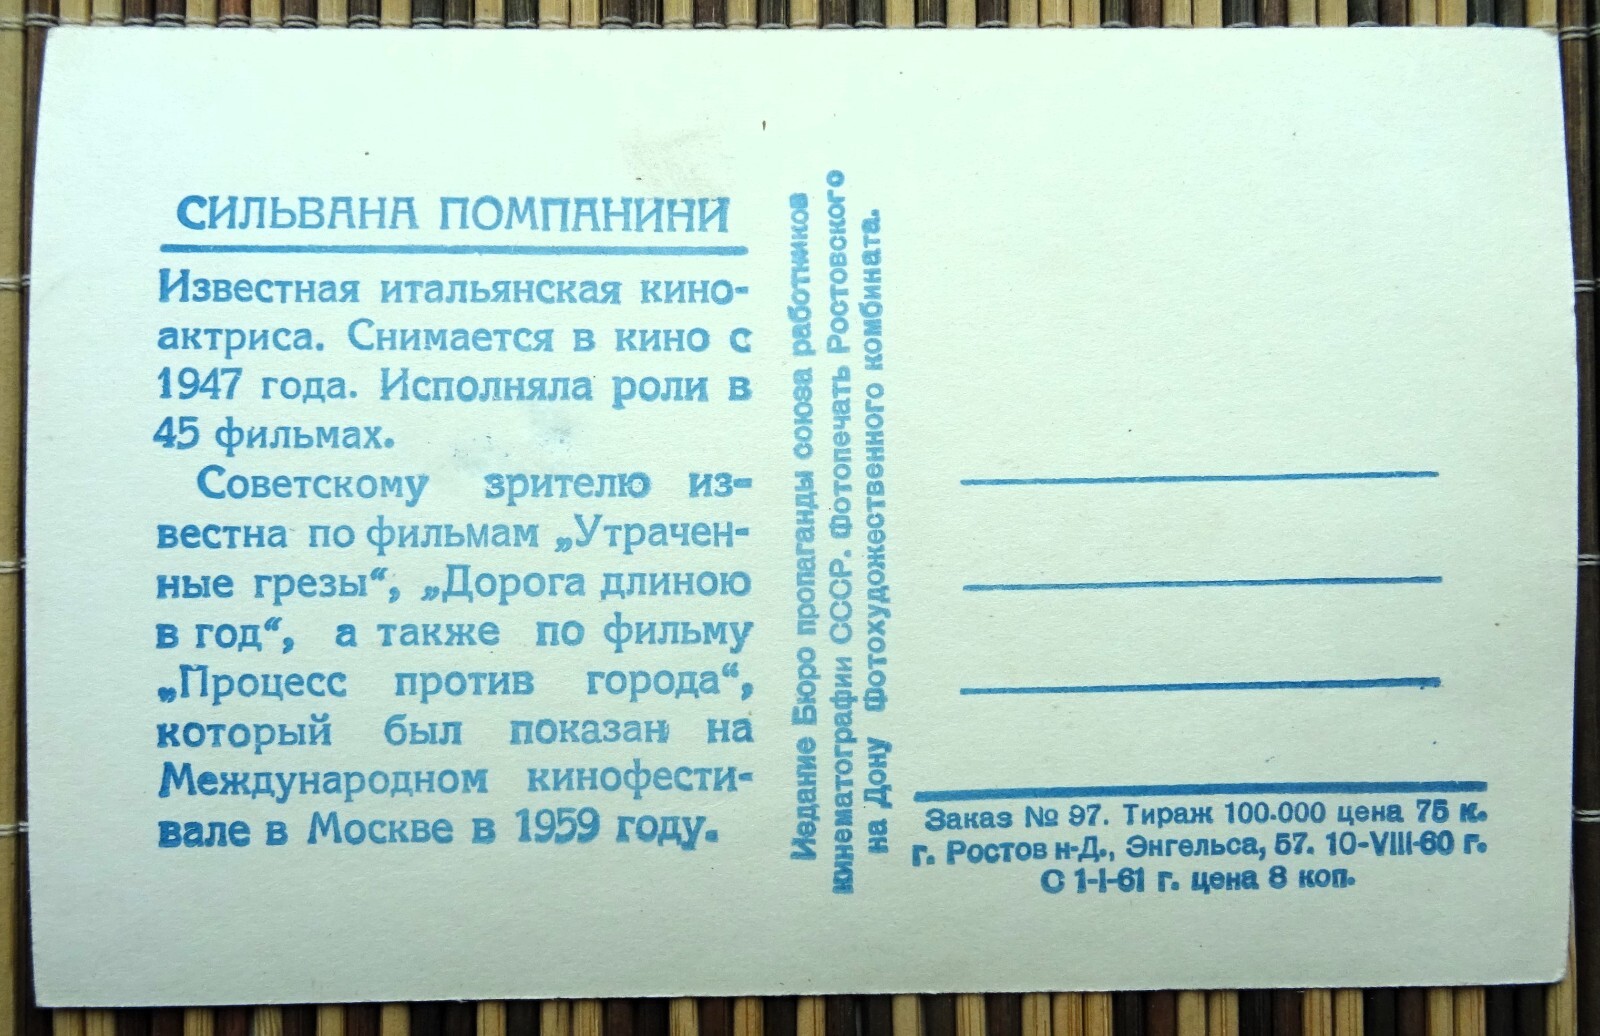 СИЛЬВАНА ПОМПАНИНИ
Известная итальянская кино-
актриса. Снимается в кино с
1947 года. Исполняла роли в
45 фильмах.
Советскому зрителю из-
вестна по фильмам „Утрачен-
ные грезы“, „Дорога длиною
в год“, а также по фильму
„Процесс против города“,
который был показан на
Международном кинофести-
вале в Москве в 1959 году.
Издание Бюро пропаганды союза работников
кинематографии СССР. Фотопечать Ростовского
на Дону Фотохудожественного комбината.
Заказ № 97. Тираж 100.000 цена 75 к.
г. Ростов н-Д., Энгельса, 57. 10-VIII-60 г.
С 1-I-61 г. цена 8 коп.